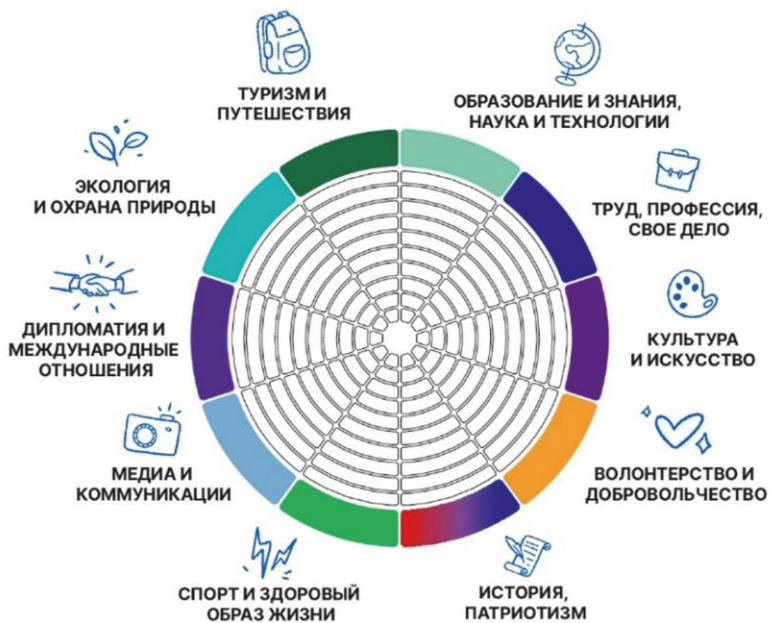 ТУРИЗМ И
ПУТЕШЕСТВИЯ
ОБРАЗОВАНИЕ И ЗНАНИЯ,
НАУКА И ТЕХНОЛОГИИ
ЭКОЛОГИЯ
И ОХРАНА ПРИРОДЫ
ТРУД, ПРОФЕССИЯ,
СВОЕ ДЕЛО
ДИПЛОМАТИЯ И
МЕЖДУНАРОДНЫЕ
ОТНОШЕНИЯ
КУЛЬТУРА
И ИСКУССТВО
МЕДИА И
КОММУНИКАЦИИ
ВОЛОНТЕРСТВО И
ДОБРОВОЛЬЧЕСТВО
СПОРТ И ЗДОРОВЫЙ
ОБРАЗ ЖИЗНИ
ИСТОРИЯ,
ПАТРИОТИЗМ